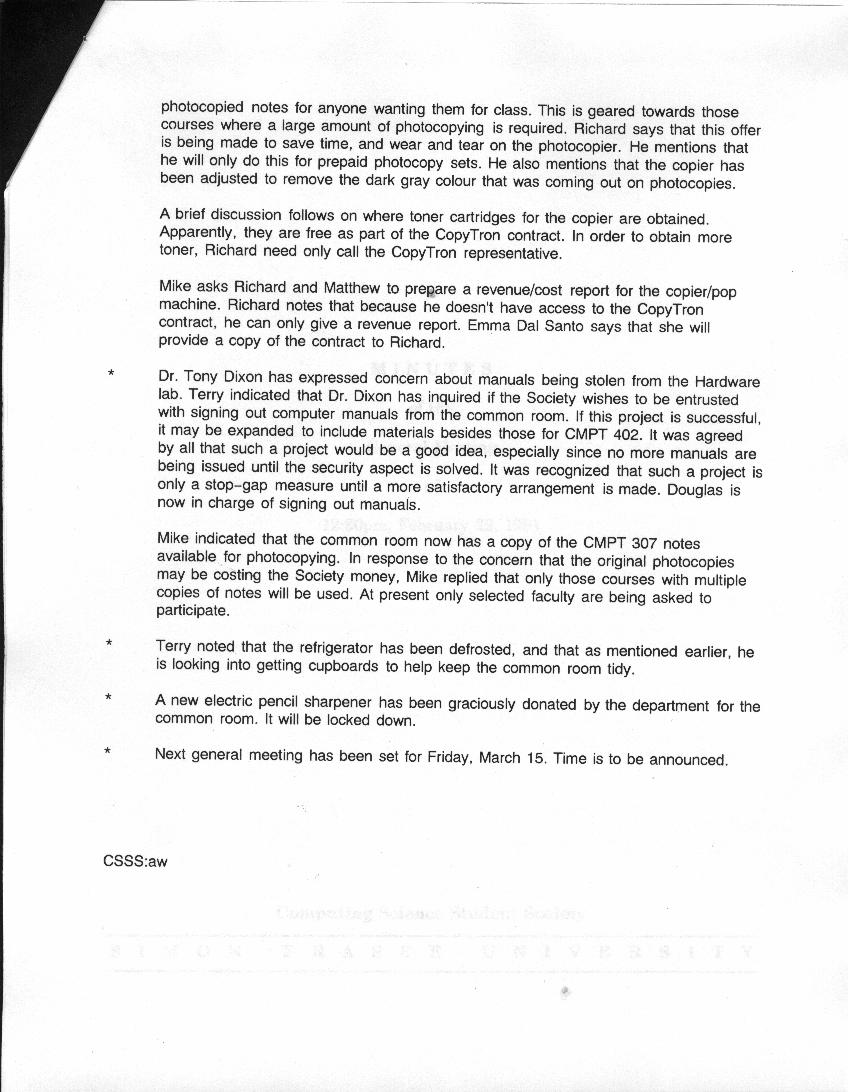 photocopied notes for anyone wanting them for class. This is geared towards those
courses where a large amount of photocopying is required. Richard says that this offer
is being made to save time, and wear and tear on the photocopier. He mentions that
he will only do this for prepaid photocopy sets. He also mentions that the copier has
been adjusted to remove the dark gray colour that was coming out on photocopies.
A brief discussion follows on where toner cartridges for the copier are obtained.
Apparently, they are free as part of the CopyTron contract. In order to obtain more
toner, Richard need only call the CopyTron representative.
Mike asks Richard and Matthew to prepare a revenue/cost report for the copier/pop
machine. Richard notes that because he doesn't have access to the CopyTron
contract, he can only give a revenue report. Emma Dal Santo says that she will
provide a copy of the contract to Richard.
MINUTES
* Dr. Tony Dixon has expressed concern about manuals being stolen from the Hardware
lab. Terry indicated that Dr. Dixon has inquired if the Society wishes to be entrusted
with signing out computer manuals from the common room. If this project is successful,
it may be expanded to include materials besides those for CMPT 402. It was agreed
by all that such a project would be a good idea, especially since no more manuals are
being issued until the security aspect is solved. It was recognized that such a project is
only a stop-gap measure until a more satisfactory arrangement is made. Douglas is
now in charge of signing out manuals.
Mike indicated that the common room now has a copy of the CMPT 307 notes
available for photocopying. In response to the concern that the original photocopies
may be costing the Society money, Mike replied that only those courses with multiple
copies of notes will be used. At present only selected faculty are being asked to
participate.
* Terry noted that the refrigerator has been defrosted, and that as mentioned earlier, he
is looking into getting cupboards to help keep the common room tidy.
* A new electric pencil sharpener has been graciously donated by the department for the
common room. It will be locked down.
* Next general meeting has been set for Friday, March 15. Time is to be announced.
CSSS:aw
Computing Science Student Society
SIMON FRASER UNIVERSITY